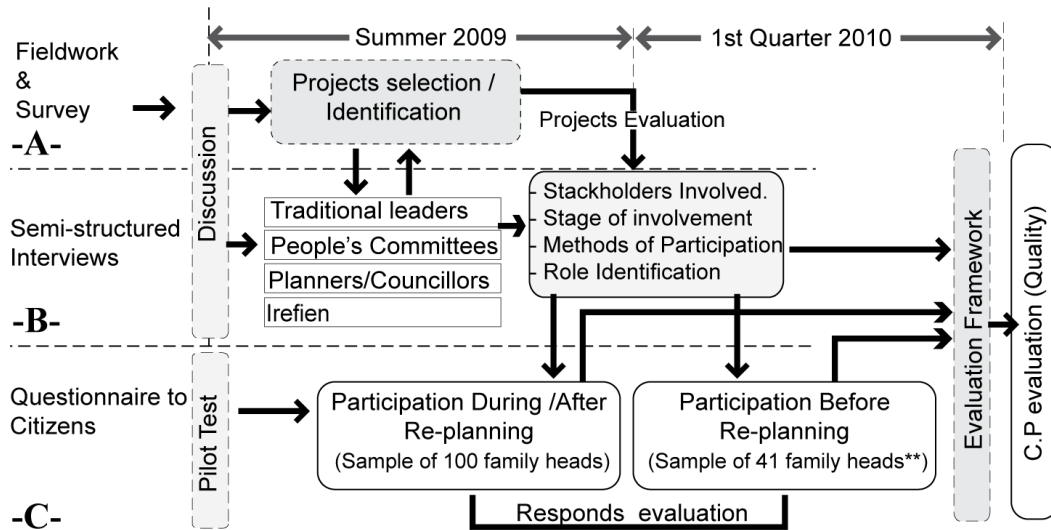 Summer 2009
1st Quarter 2010
Fieldwork
&
Survey
-A-
Discussion
Projects selection /
Identification
Projects Evaluation
Semi-structured
Interviews
-B-
Traditional leaders
People's Committees
Planners/Councillors
Irefien
- Stackholders Involved.
- Stage of involvement
- Methods of Participation
- Role Identification
Evaluation Framework
C.P evaluation (Quality)
Questionnaire to
Citizens
-C-
Pilot Test
Participation During /After
Re-planning
(Sample of 100 family heads)
Participation Before
Re-planning
(Sample of 41 family heads**)
Responds evaluation